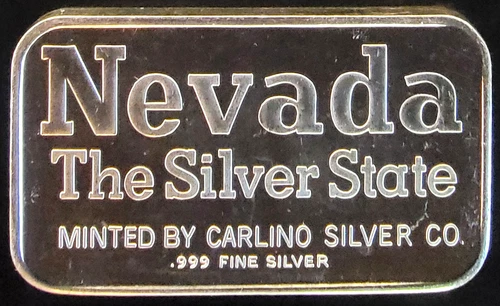 Nevada
The Silver State
MINTED BY CARLINO SILVER CO.
.999 FINE SILVER